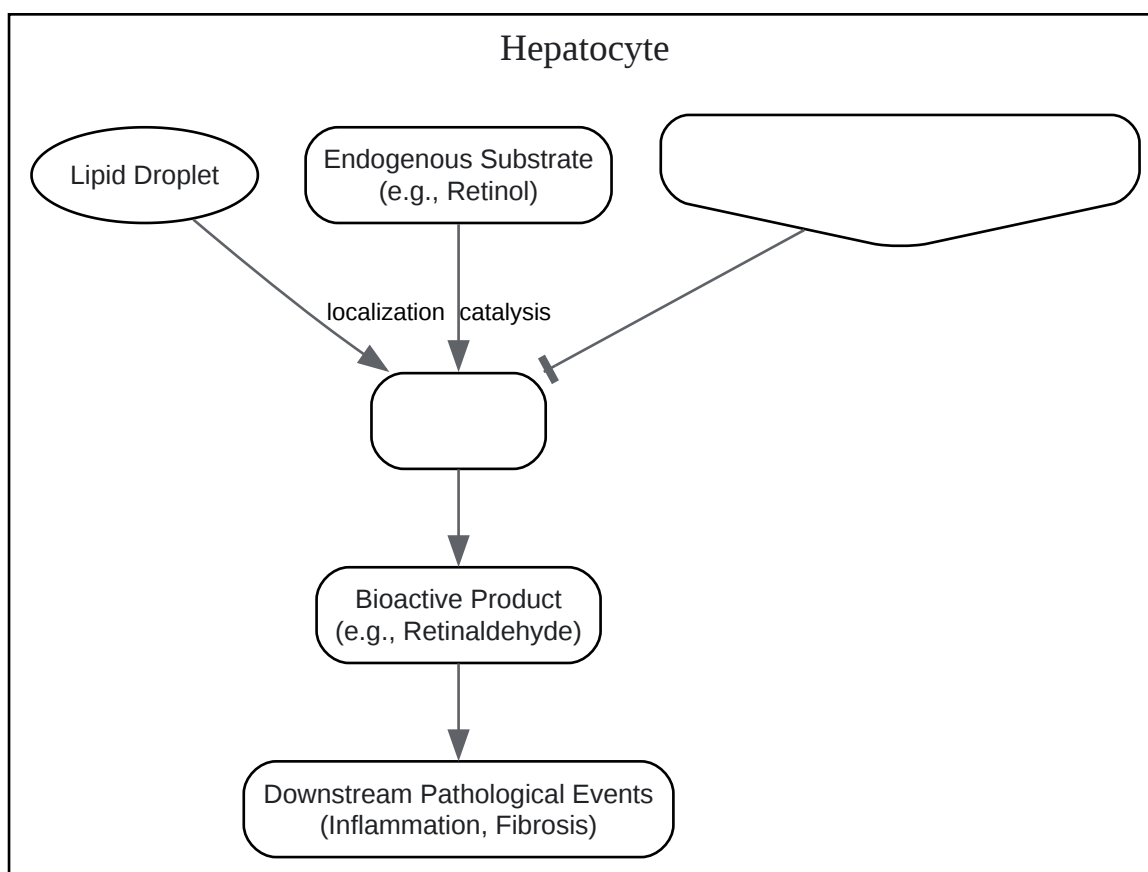 Hepatocyte
Lipid Droplet
Endogenous Substrate
(e.g., Retinol)
localization
catalysis
Bioactive Product
(e.g., Retinaldehyde)
Downstream Pathological Events
(Inflammation, Fibrosis)